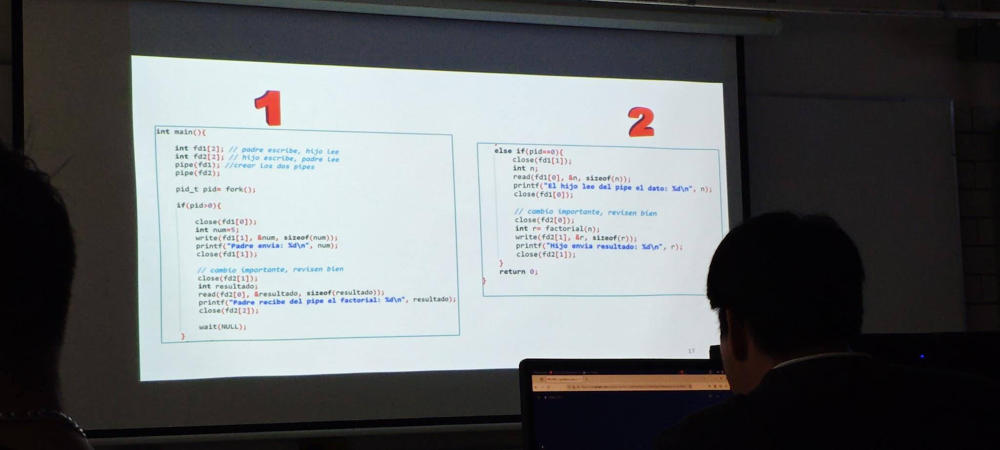 1
int main(){
int fd1[2]; // padre escribe, hijo lee
int fd2[2]; // hijo escribe, padre lee
pipe(fd1); //crear los dos pipes
pipe(fd2);
pid_t pid= fork();
if(pid>0){
close(fd1[0]);
int num=5;
write(fd1[1], &num, sizeof(num));
printf("Padre envia: %d\n", num);
close(fd1[1]);
// cambio importante, revisen bien
close(fd2[1]);
int resultado;
read(fd2[0], &resultado, sizeof(resultado));
printf("Padre recibe del pipe el factorial: %d\n", resultado);
close(fd2[2]);
wait(NULL);
}
2
else if(pid==0){
close(fd1[1]);
int n;
read(fd1[0], &n, sizeof(n));
printf("El hijo lee del pipe el dato: %d\n", n);
close(fd1[0]);
// cambio importante, revisen bien
close(fd2[0]);
int r= factorial(n);
write(fd2[1], &r, sizeof(r));
printf("Hijo envia resultado: %d\n", r);
close(fd2[1]);
}
return 0;
}
17